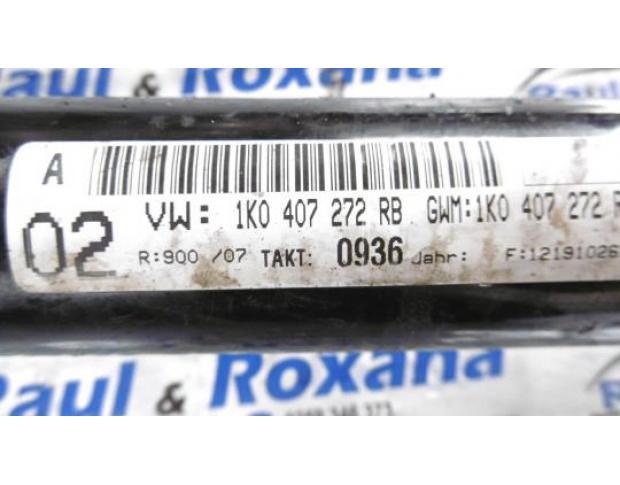 Paul & Roxana
A
02 VW: 1K0 407 272 RB GWM:1K0 407 272
R:900 /07 TAKT: 0936 Jahr: F:12191026
Paul & Roxana